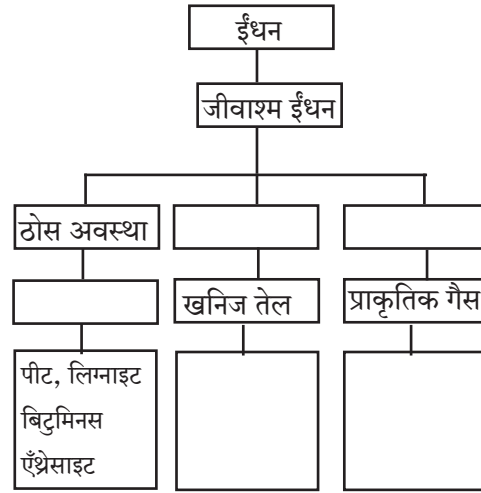 ईंधन
जीवाश्म ईंधन
ठोस अवस्था
खनिज तेल
प्राकृतिक गैस
पीट, लिग्नाइट
बिटुमिनस
एँथ्रेसाइट